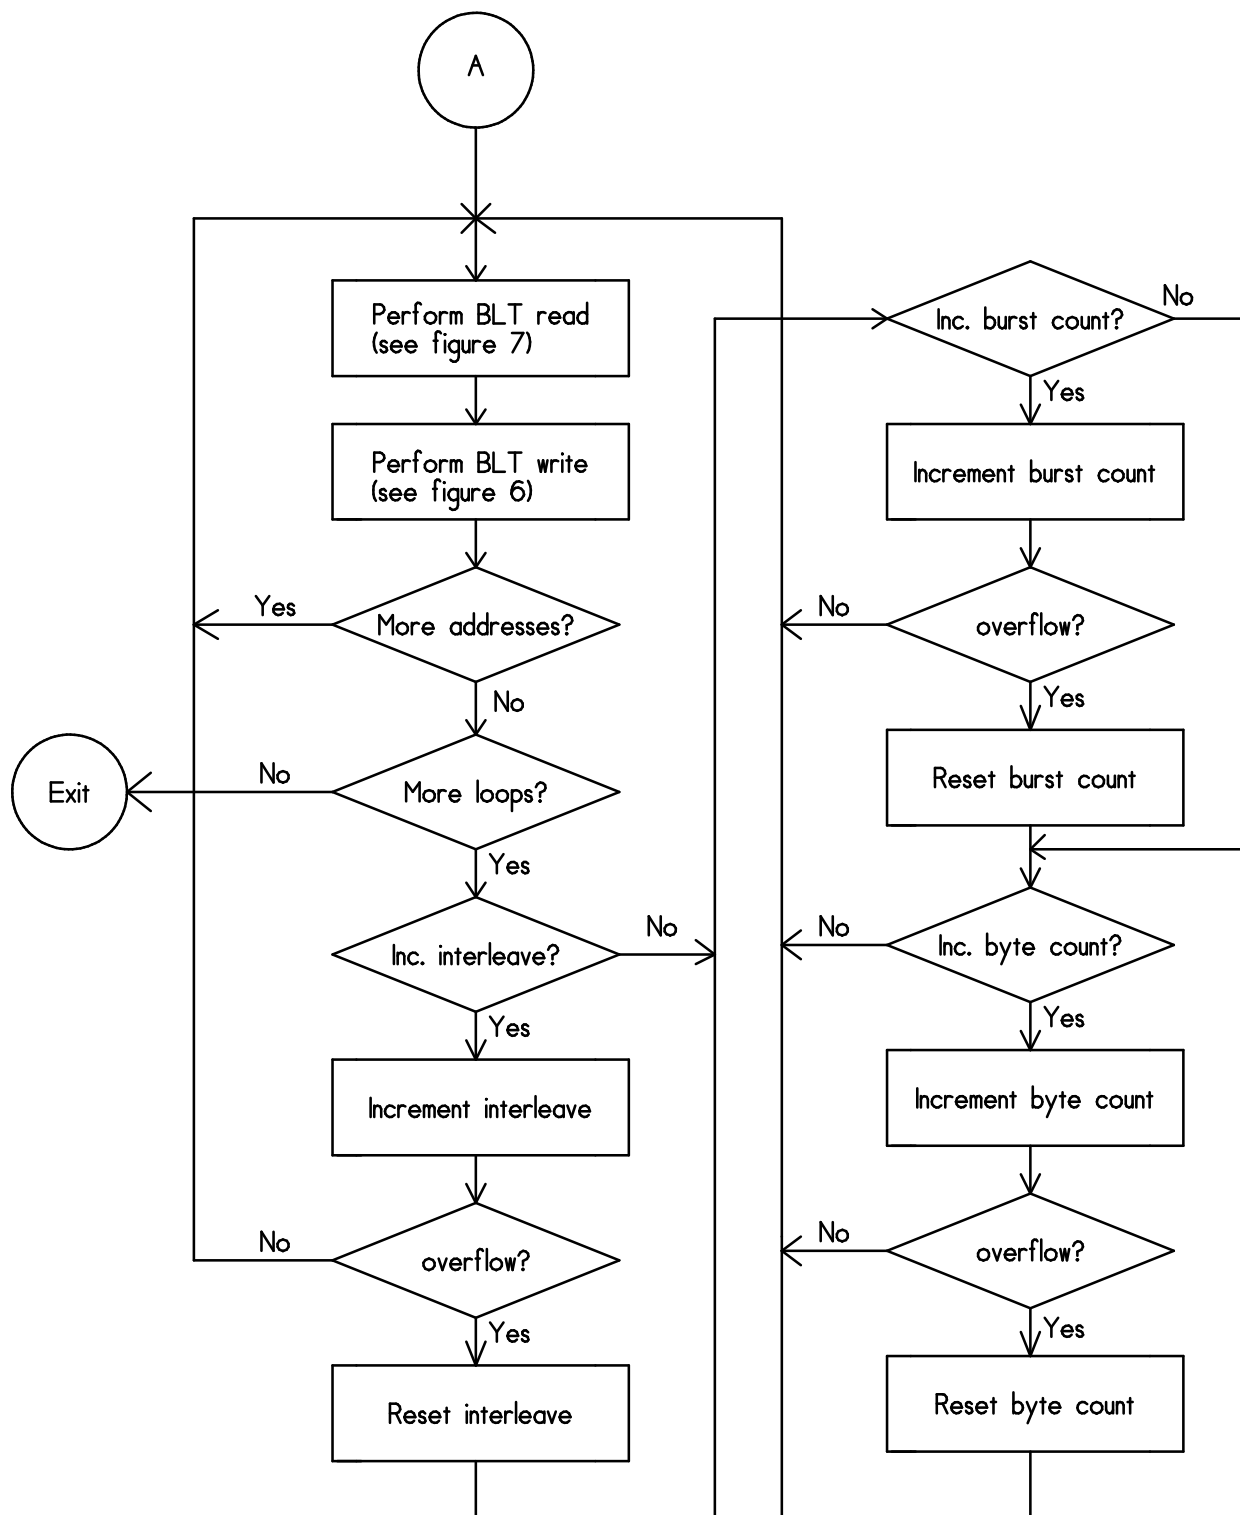 A
Perform BLT read
(see figure 7)
Perform BLT write
(see figure 6)
More addresses?
Yes
No
More loops?
No
Exit
Yes
Inc. interleave?
No
Yes
Increment interleave
overflow?
No
Yes
Reset interleave
Inc. burst count?
No
Yes
Increment burst count
overflow?
No
Yes
Reset burst count
Inc. byte count?
No
Yes
Increment byte count
overflow?
No
Yes
Reset byte count